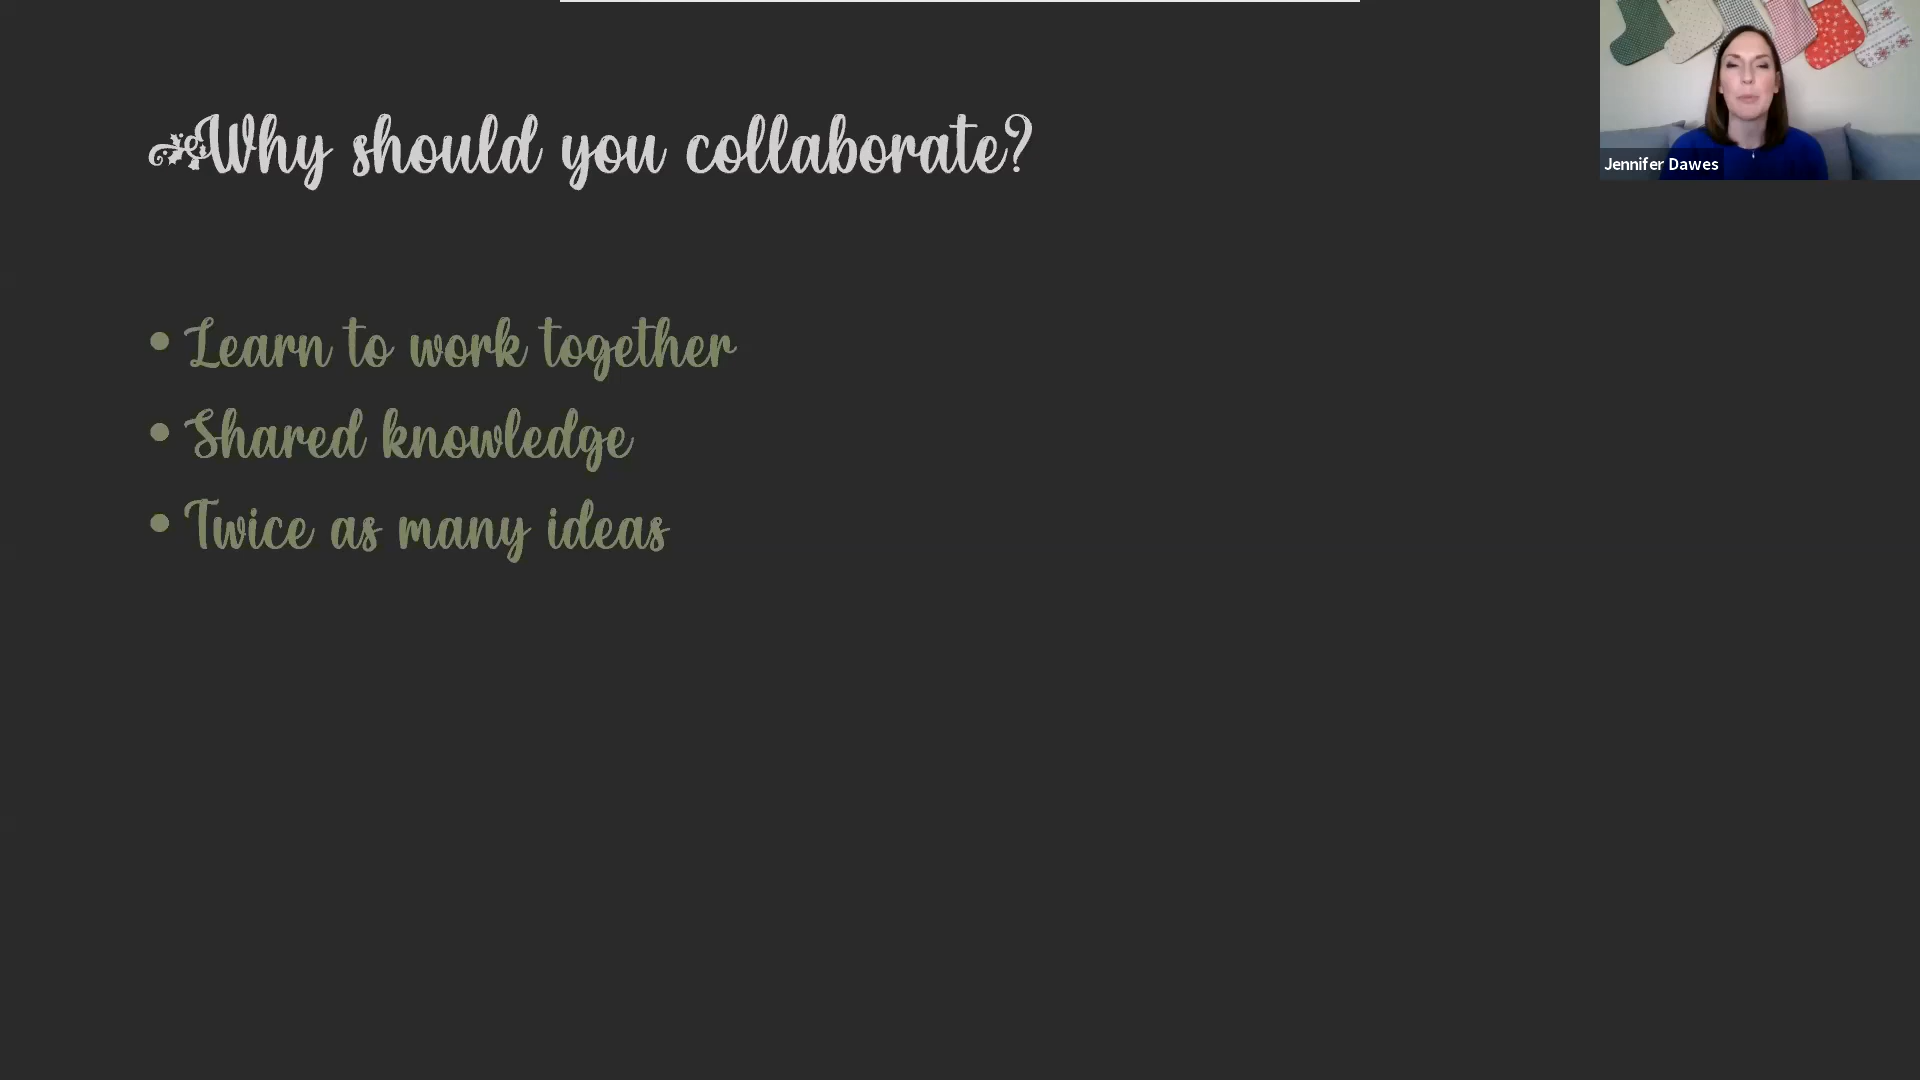 Why should you collaborate?
Jennifer Dawes
• Learn to work together
• Shared knowledge
• Twice as many ideas